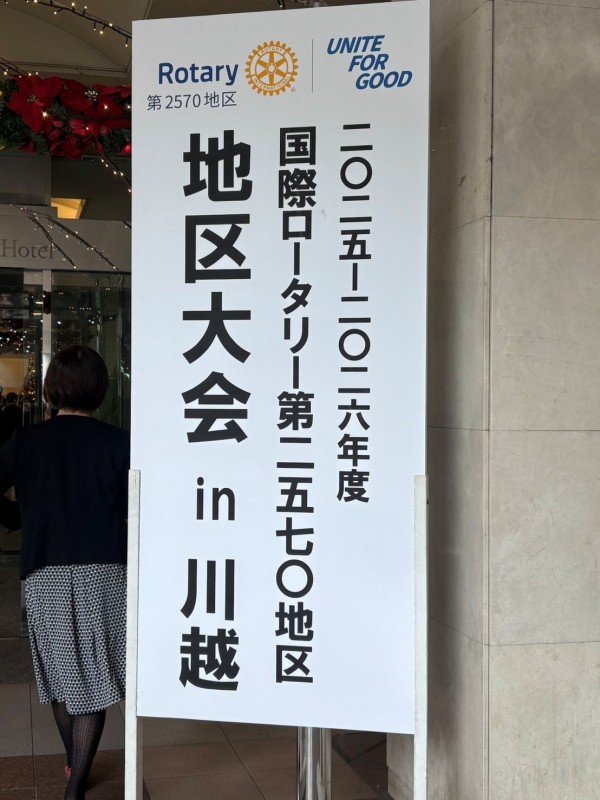 Rotary
第2570地区
UNITE
FOR
GOOD
二〇二五ー二〇二六年度
国際ロータリー第二五七〇地区
地区大会 in 川越
Hotel